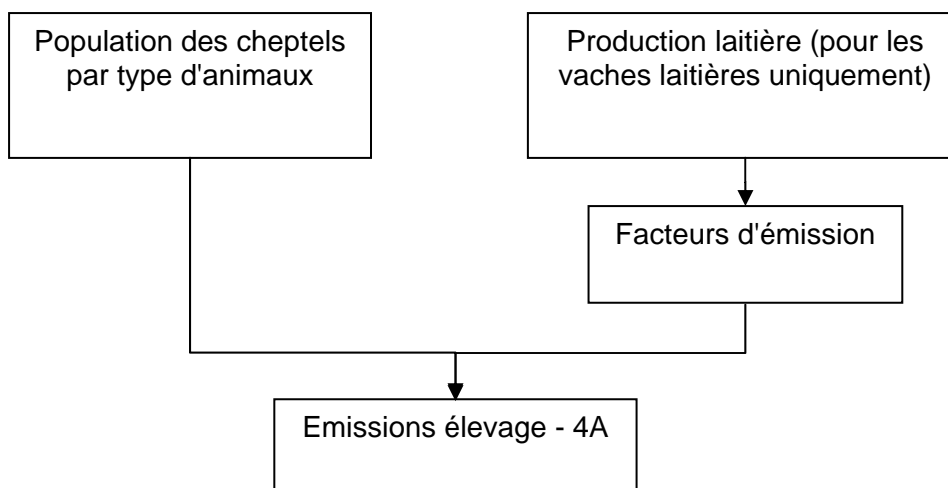 Population des cheptels
par type d'animaux
Production laitière (pour les
vaches laitières uniquement)
Facteurs d'émission
Emissions élevage - 4A